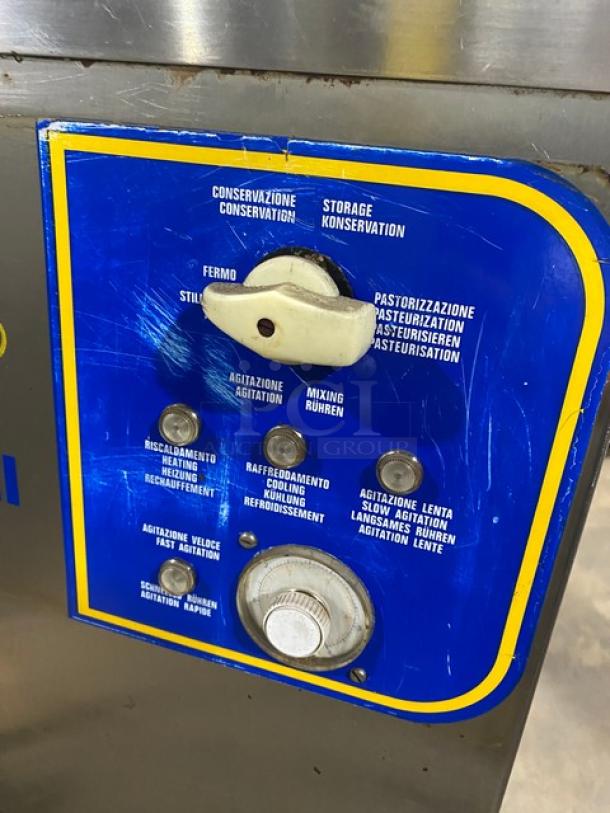 CONSERVAZIONE
CONSERVATION
STORAGE
KONSERVATION
FERMO
PASTORIZZAZIONE
PASTEURIZATION
PASTEURISIEREN
PASTEURISATION
AGITAZIONE
AGITATION
MIXING
RÜHREN
PCI
AUCTION GROUP
RISCALDAMENTO
HEATING
HEIZUNG
RECHAUFFEMENT
RAFFREDDAMENTO
COOLING
KÜHLUNG
REFROIDISSEMENT
AGITAZIONE LENTA
SLOW AGITATION
LANGSAMES RÜHREN
AGITATION LENTE
AGITAZIONE VELOCE
FAST AGITATION
RÜHREN
AGITATION RAPIDE